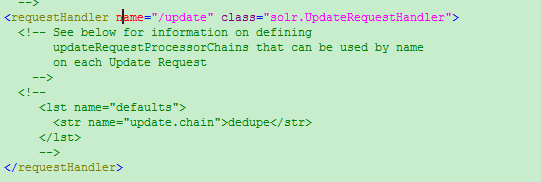 -->
<requestHandler name="/update" class="solr.UpdateRequestHandler">
<!-- See below for information on defining
updateRequestProcessorChains that can be used by name
on each Update Request
-->
<!--
<lst name="defaults">
<str name="update.chain">dedupe</str>
</lst>
-->
</requestHandler>